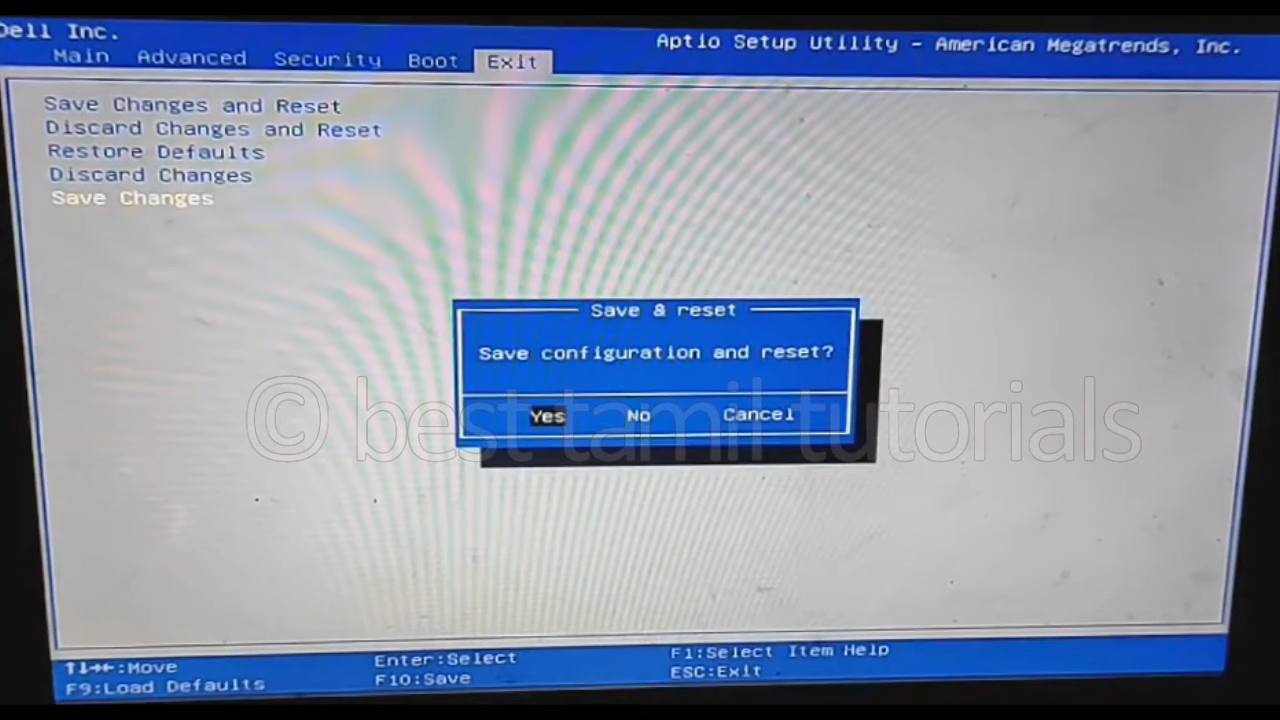 Dell Inc.
Aptio Setup Utility - American Megatrends, Inc.
Main Advanced Security Boot Exit
Save Changes and Reset
Discard Changes and Reset
Restore Defaults
Discard Changes
Save Changes
Save & reset
Save configuration and reset?
Yes No Cancel
© best tamil tutorials
↑↓→←:Move Enter:Select F1:Select Item Help
F9:Load Defaults F10:Save ESC:Exit